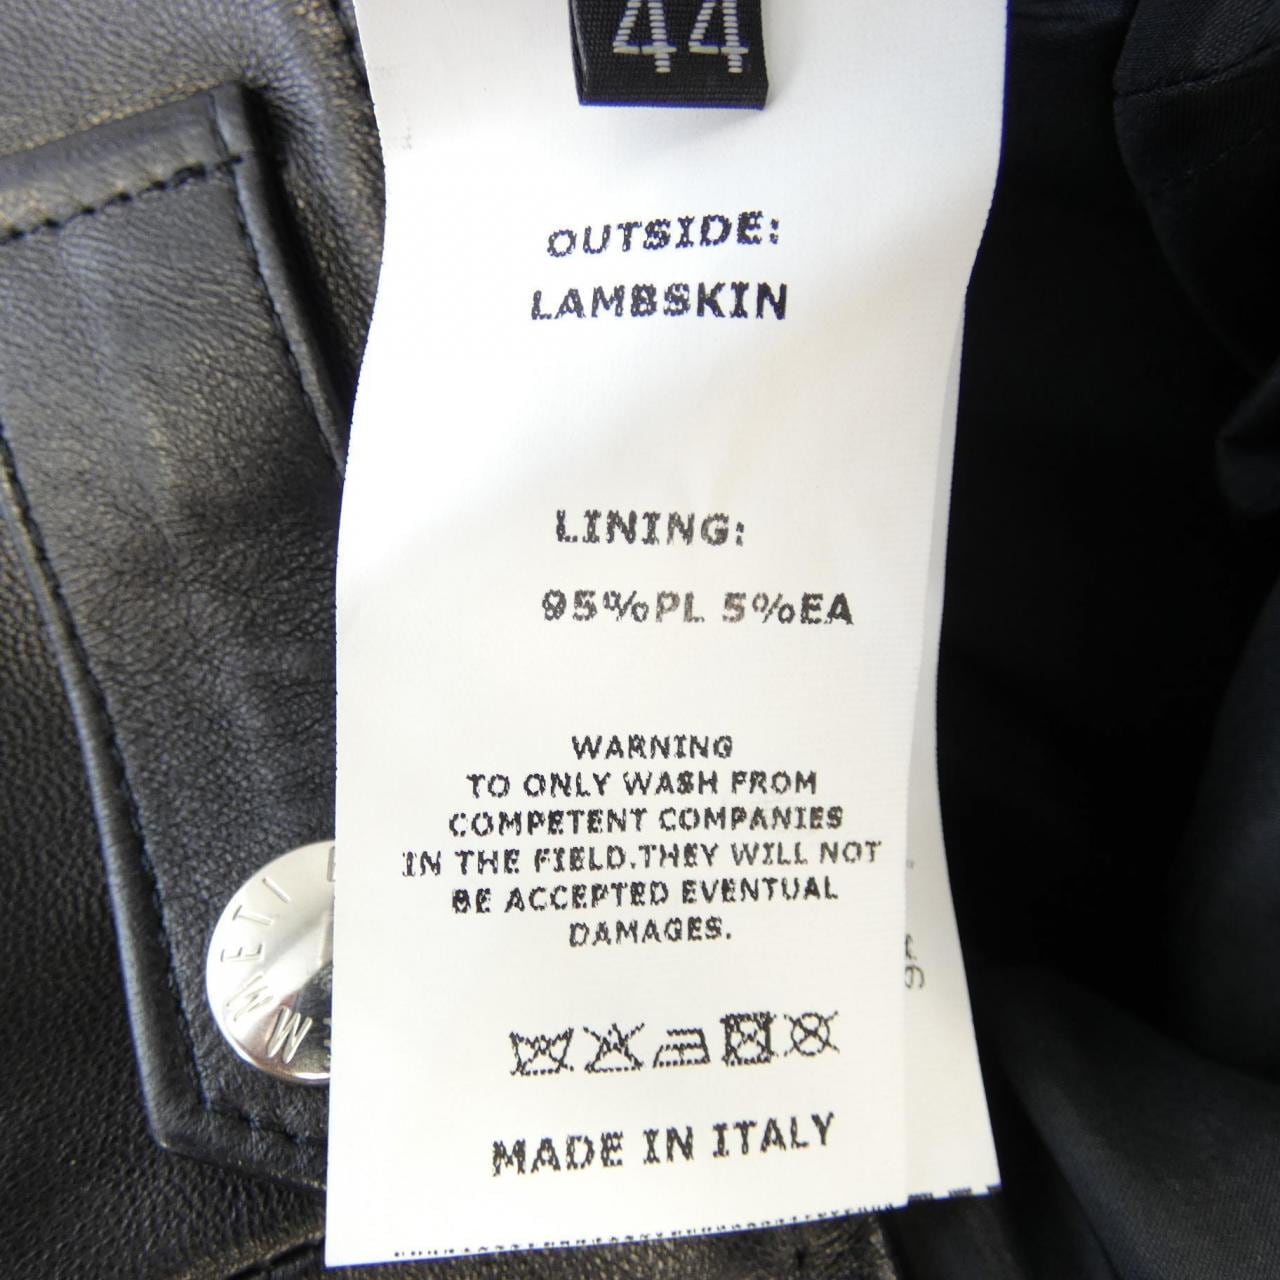 44
OUTSIDE:
LAMBSKIN
LINING:
95%PL 5%EA
WARNING
TO ONLY WASH FROM
COMPETENT COMPANIES
IN THE FIELD.THEY WILL NOT
BE ACCEPTED EVENTUAL
DAMAGES.
MADE IN ITALY